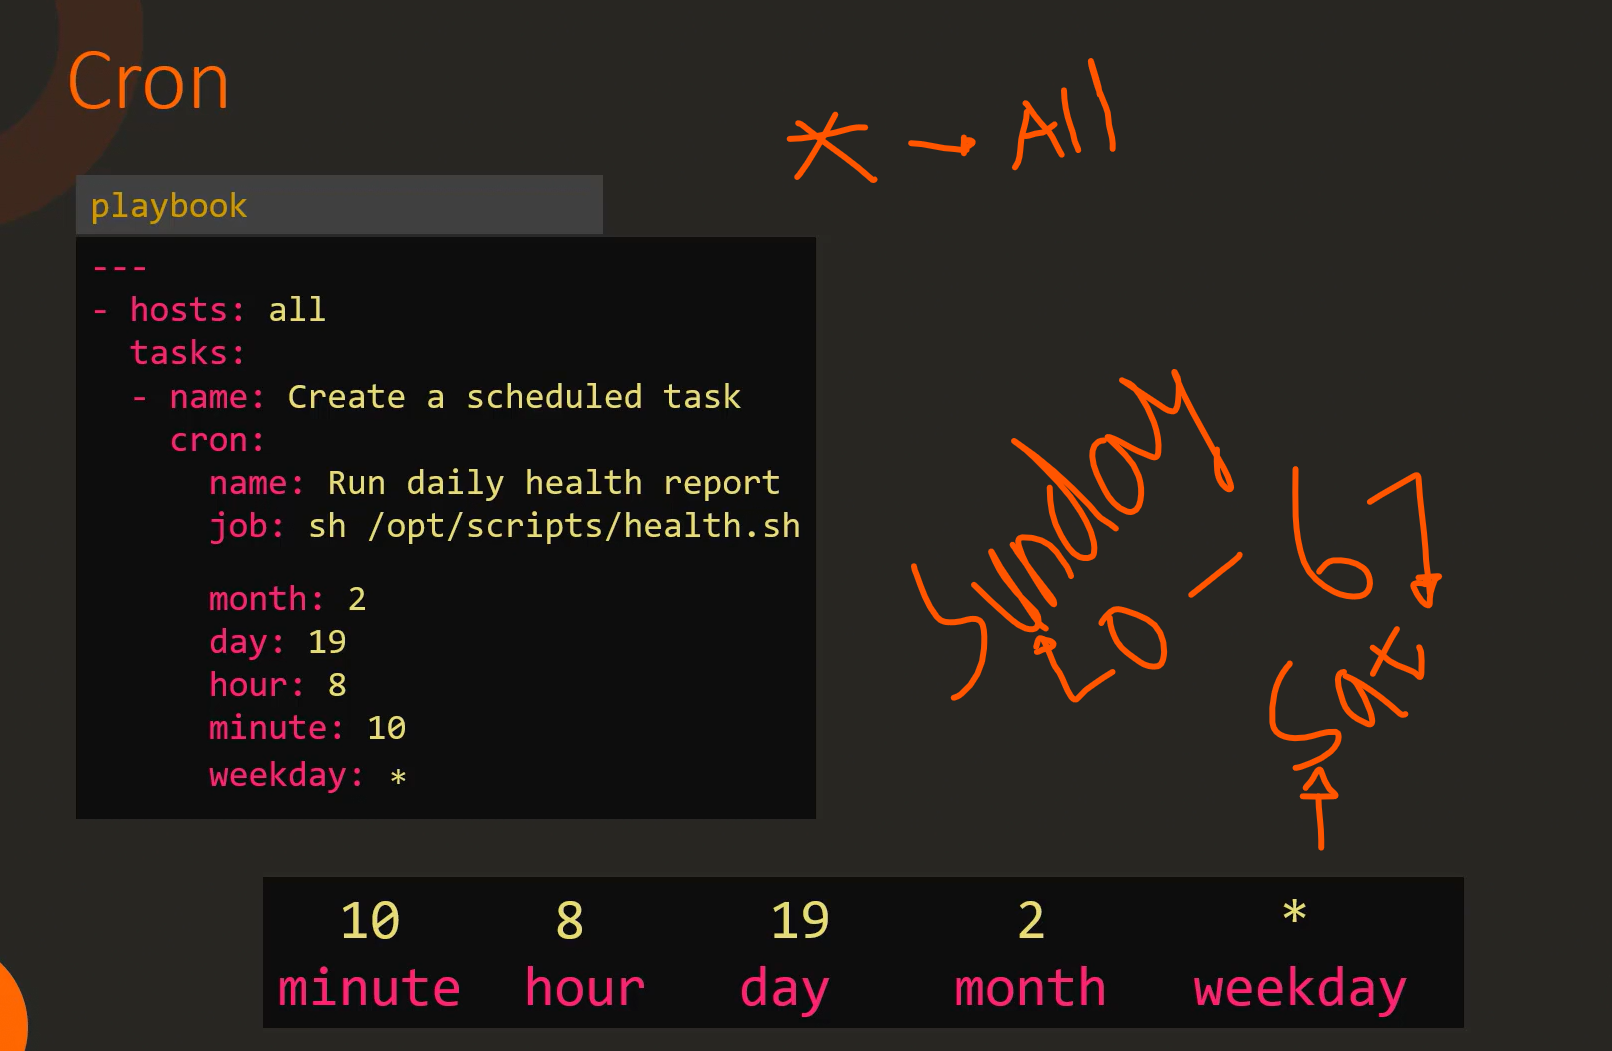 Cron
* → All
playbook
---
- hosts: all
tasks:
- name: Create a scheduled task
cron:
name: Run daily health report
job: sh /opt/scripts/health.sh
month: 2
day: 19
hour: 8
minute: 10
weekday: *
Sunday
0 - 6 7
Sat
10 8 19 2 *
minute hour day month weekday